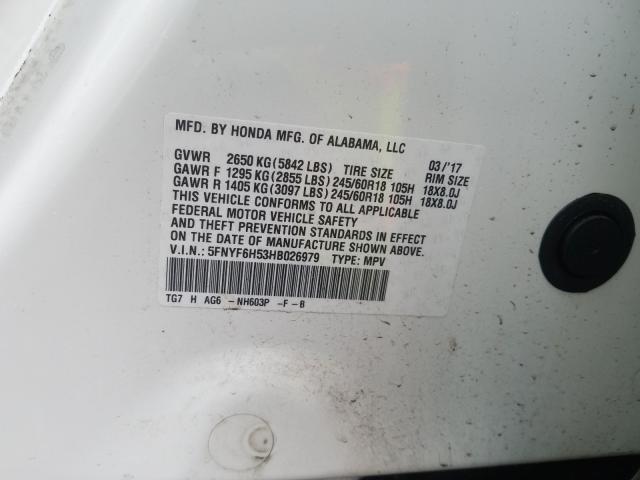 MFD. BY HONDA MFG. OF ALABAMA, LLC
03/'17
GVWR 2650 KG(5842 LBS) TIRE SIZE RIM SIZE
GAWR F 1295 KG(2855 LBS)245/60R18 105H 18X8.0J
GAWR R 1405 KG(3097 LBS)245/60R18 105H 18X8.0J
THIS VEHICLE CONFORMS TO ALL APPLICABLE
FEDERAL MOTOR VEHICLE SAFETY
AND THEFT PREVENTION STANDARDS IN EFFECT
ON THE DATE OF MANUFACTURE SHOWN ABOVE.
V.I.N.: 5FNYF6H53HB026979 TYPE: MPV
TG7 H AG6 -NH603P -F-B